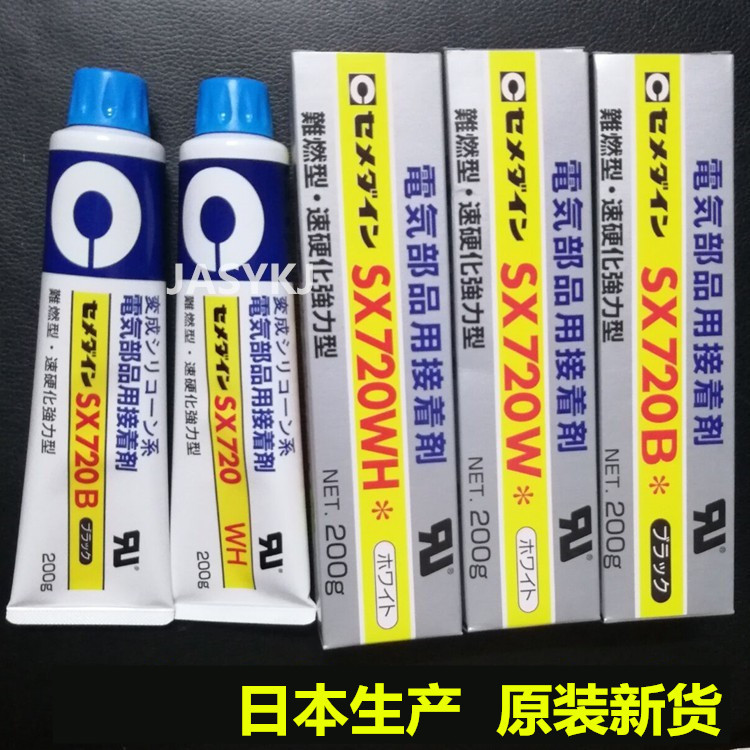 変成シリコーン系
電気部品用接着剤
セメダイン SX720B ブラック
難燃型・速硬化強力型
200g
変成シリコーン系
電気部品用接着剤
セメダイン SX720 WH
難燃型・速硬化強力型
200g
JASYKJ
電気部品用接着剤
セメダイン SX720WH* ホワイト
難燃型・速硬化強力型
NET. 200g
電気部品用接着剤
セメダイン SX720W* ホワイト
難燃型・速硬化強力型
NET. 200g
電気部品用接着剤
セメダイン SX720B* ブラック
難燃型・速硬化強力型
NET. 200g
日本生产 原装新货